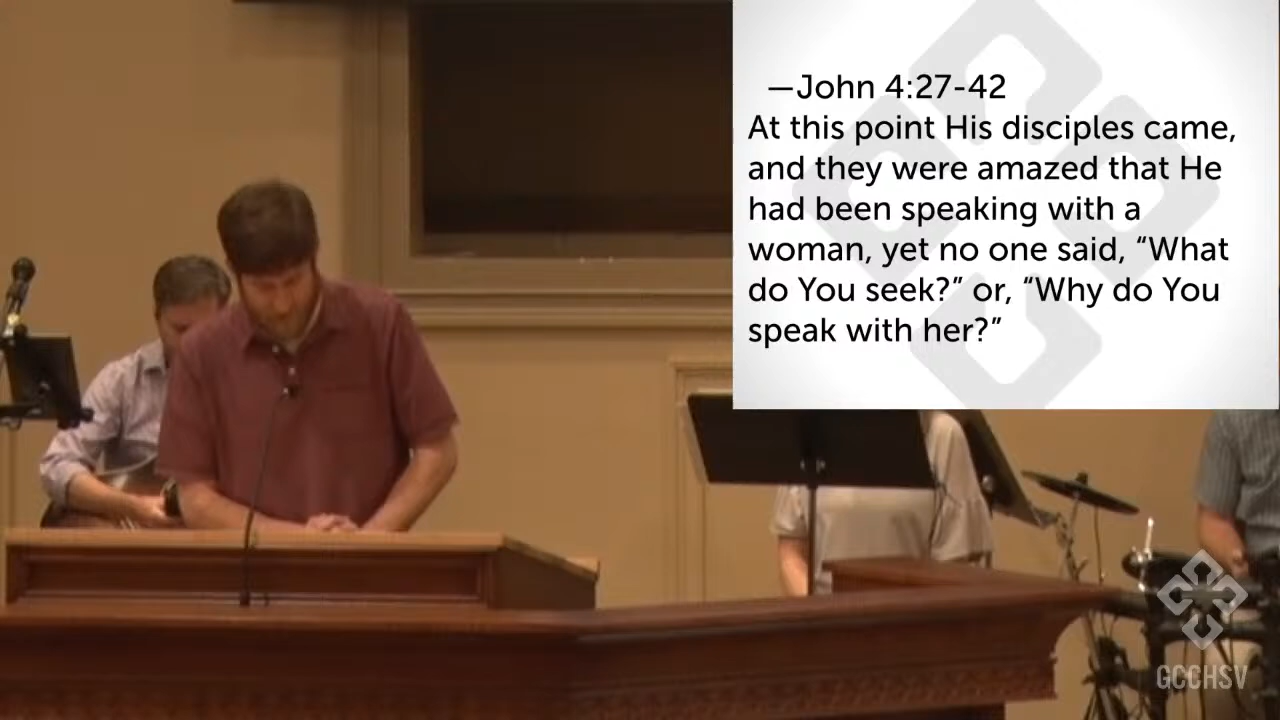 —John 4:27-42
At this point His disciples came,
and they were amazed that He
had been speaking with a
woman, yet no one said, “What
do You seek?” or, “Why do You
speak with her?”
GCCHSV